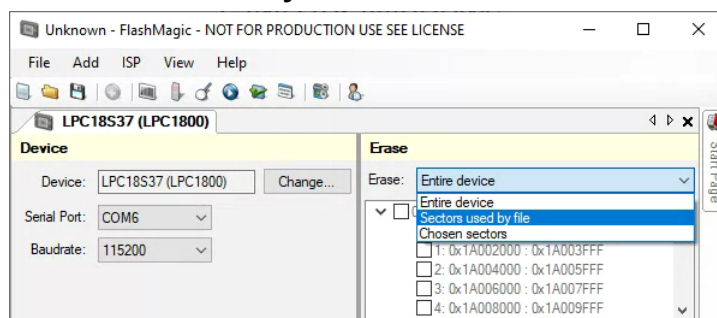 Unknown - FlashMagic - NOT FOR PRODUCTION USE SEE LICENSE
File Add ISP View Help
LPC18S37 (LPC1800)
Device
Device: LPC18S37 (LPC1800) Change...
Serial Port: COM6
Baudrate: 115200
Erase
Erase: Entire device
Entire device
Sectors used by file
Chosen sectors
1: 0x1A002000 : 0x1A003FFF
2: 0x1A004000 : 0x1A005FFF
3: 0x1A006000 : 0x1A007FFF
4: 0x1A008000 : 0x1A009FFF
Start Page